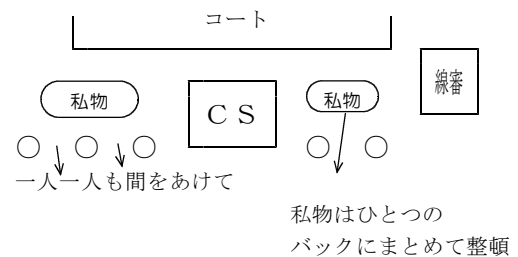 コート
線審
私物
ＣＳ
私物
一人一人も間をあけて
私物はひとつの
バックにまとめて整頓